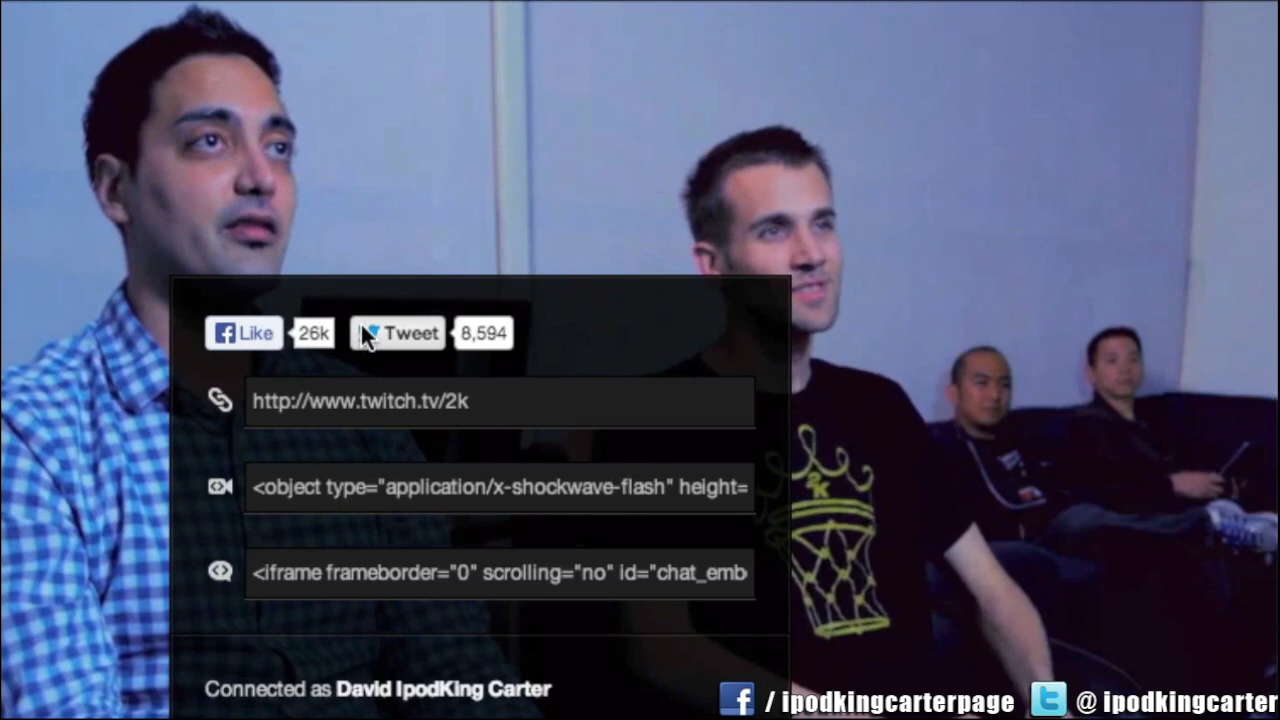 Like 26k Tweet 8,594
http://www.twitch.tv/2k
<object type="application/x-shockwave-flash" height=
<iframe frameborder="0" scrolling="no" id="chat_emb
2k
Connected as David IpodKing Carter
/ ipodkingcarterpage @ ipodkingcarter